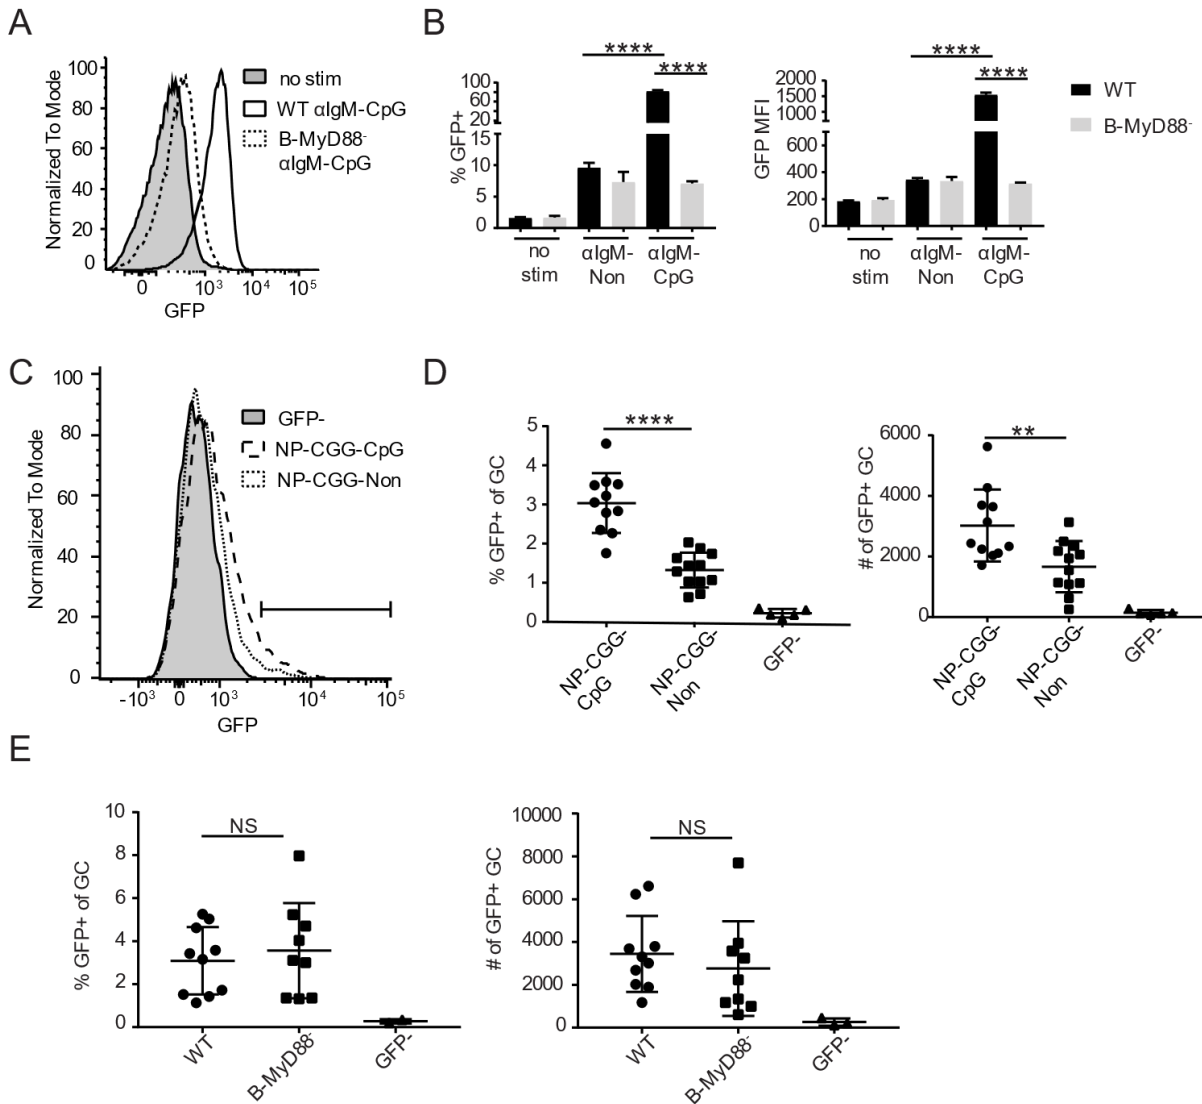 A
Normalized To Mode
100
80
60
40
20
0
0
10³
10⁴
10⁵
GFP
no stim
WT αIgM-CpG
B-MyD88⁻
αIgM-CpG
B
% GFP+
100
60
20
15
10
5
0
****
****
no
stim
αIgM-
Non
αIgM-
CpG
GFP MFI
2000
1500
1000
600
400
200
0
****
****
no
stim
αIgM-
Non
αIgM-
CpG
WT
B-MyD88⁻
C
Normalized To Mode
100
80
60
40
20
0
-10³
0
10³
10⁴
10⁵
GFP
GFP-
NP-CGG-CpG
NP-CGG-Non
D
% GFP+ of GC
5
4
3
2
1
0
****
NP-CGG-
CpG
NP-CGG-
Non
GFP-
# of GFP+ GC
6000
4000
2000
0
**
NP-CGG-
CpG
NP-CGG-
Non
GFP-
E
% GFP+ of GC
10
8
6
4
2
0
NS
WT
B-MyD88⁻
GFP-
# of GFP+ GC
10000
8000
6000
4000
2000
0
NS
WT
B-MyD88⁻
GFP-